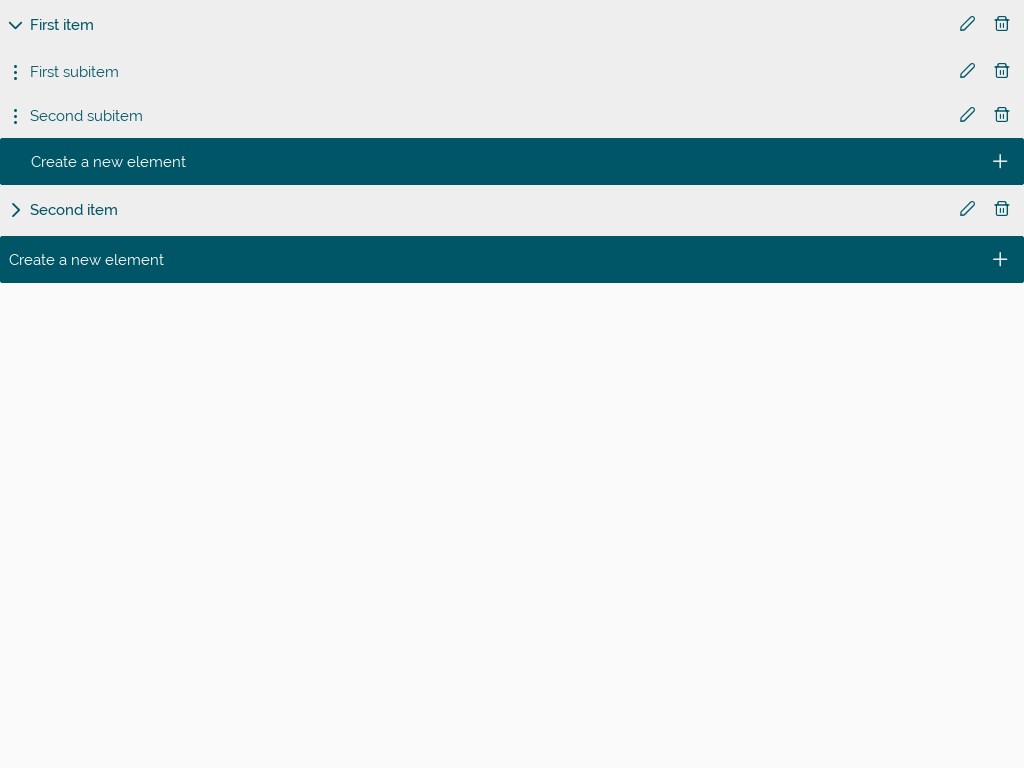 First item
First subitem
Second subitem
Create a new element
Second item
Create a new element